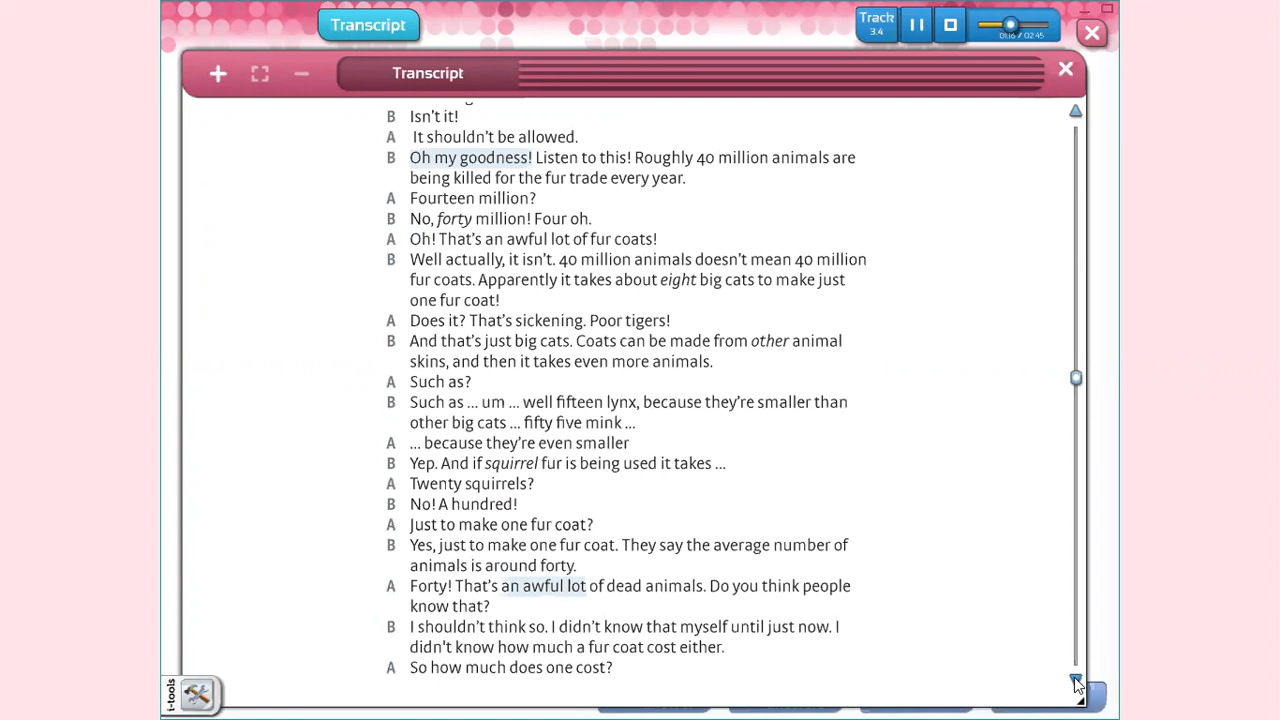 Transcript
Track
3.4
01:16 / 02:45
Transcript
B Isn't it!
A It shouldn't be allowed.
B Oh my goodness! Listen to this! Roughly 40 million animals are
being killed for the fur trade every year.
A Fourteen million?
B No, forty million! Four oh.
A Oh! That's an awful lot of fur coats!
B Well actually, it isn't. 40 million animals doesn't mean 40 million
fur coats. Apparently it takes about eight big cats to make just
one fur coat!
A Does it? That's sickening. Poor tigers!
B And that's just big cats. Coats can be made from other animal
skins, and then it takes even more animals.
A Such as?
B Such as ... um ... well fifteen lynx, because they're smaller than
other big cats ... fifty five mink ...
A ... because they're even smaller
B Yep. And if squirrel fur is being used it takes ...
A Twenty squirrels?
B No! A hundred!
A Just to make one fur coat?
B Yes, just to make one fur coat. They say the average number of
animals is around forty.
A Forty! That's an awful lot of dead animals. Do you think people
know that?
B I shouldn't think so. I didn't know that myself until just now. I
didn't know how much a fur coat cost either.
A So how much does one cost?
i-tools